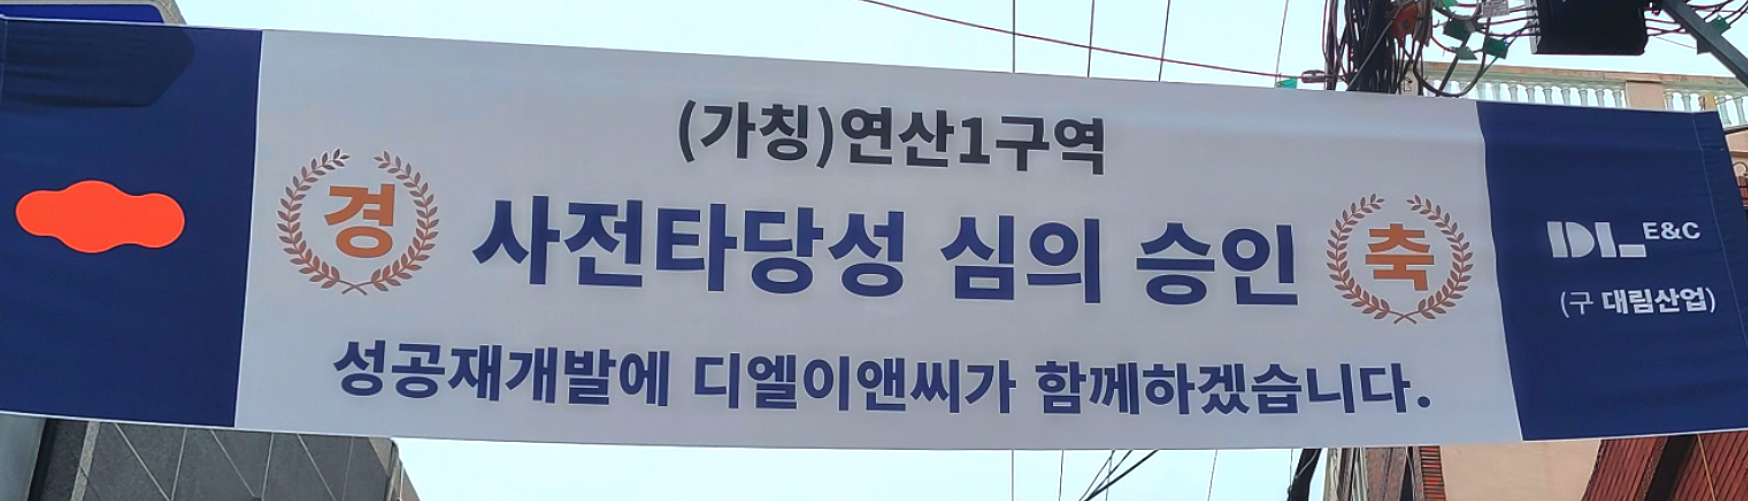 (가칭)연산1구역
경 사전타당성 심의 승인 축
성공재개발에 디엘이앤씨가 함께하겠습니다.
DL E&C
(구 대림산업)